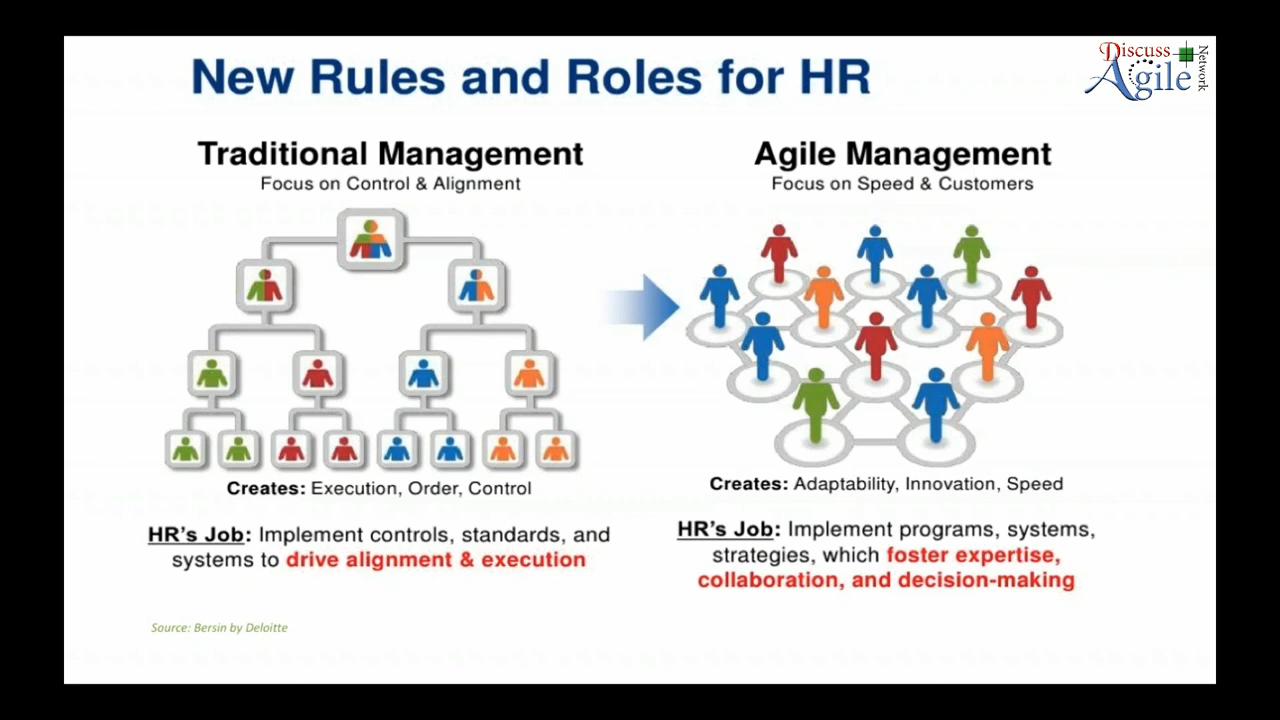 New Rules and Roles for HR
Discuss
Agile
Network
Traditional Management
Focus on Control & Alignment
Creates: Execution, Order, Control
HR's Job: Implement controls, standards, and
systems to drive alignment & execution
Agile Management
Focus on Speed & Customers
Creates: Adaptability, Innovation, Speed
HR's Job: Implement programs, systems,
strategies, which foster expertise,
collaboration, and decision-making
Source: Bersin by Deloitte